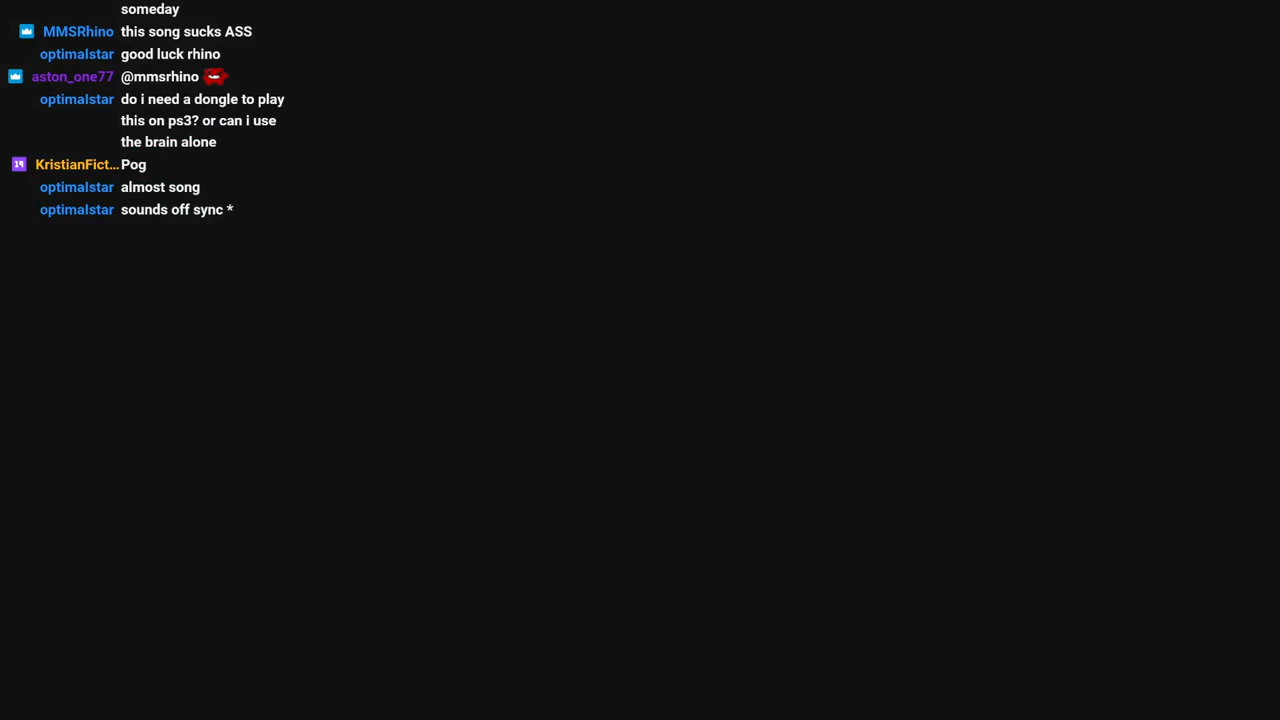 someday
MMSRhino this song sucks ASS
optimalstar good luck rhino
aston_one77 @mmsrhino
optimalstar do i need a dongle to play
this on ps3? or can i use
the brain alone
14 KristianFict... Pog
optimalstar almost song
optimalstar sounds off sync *